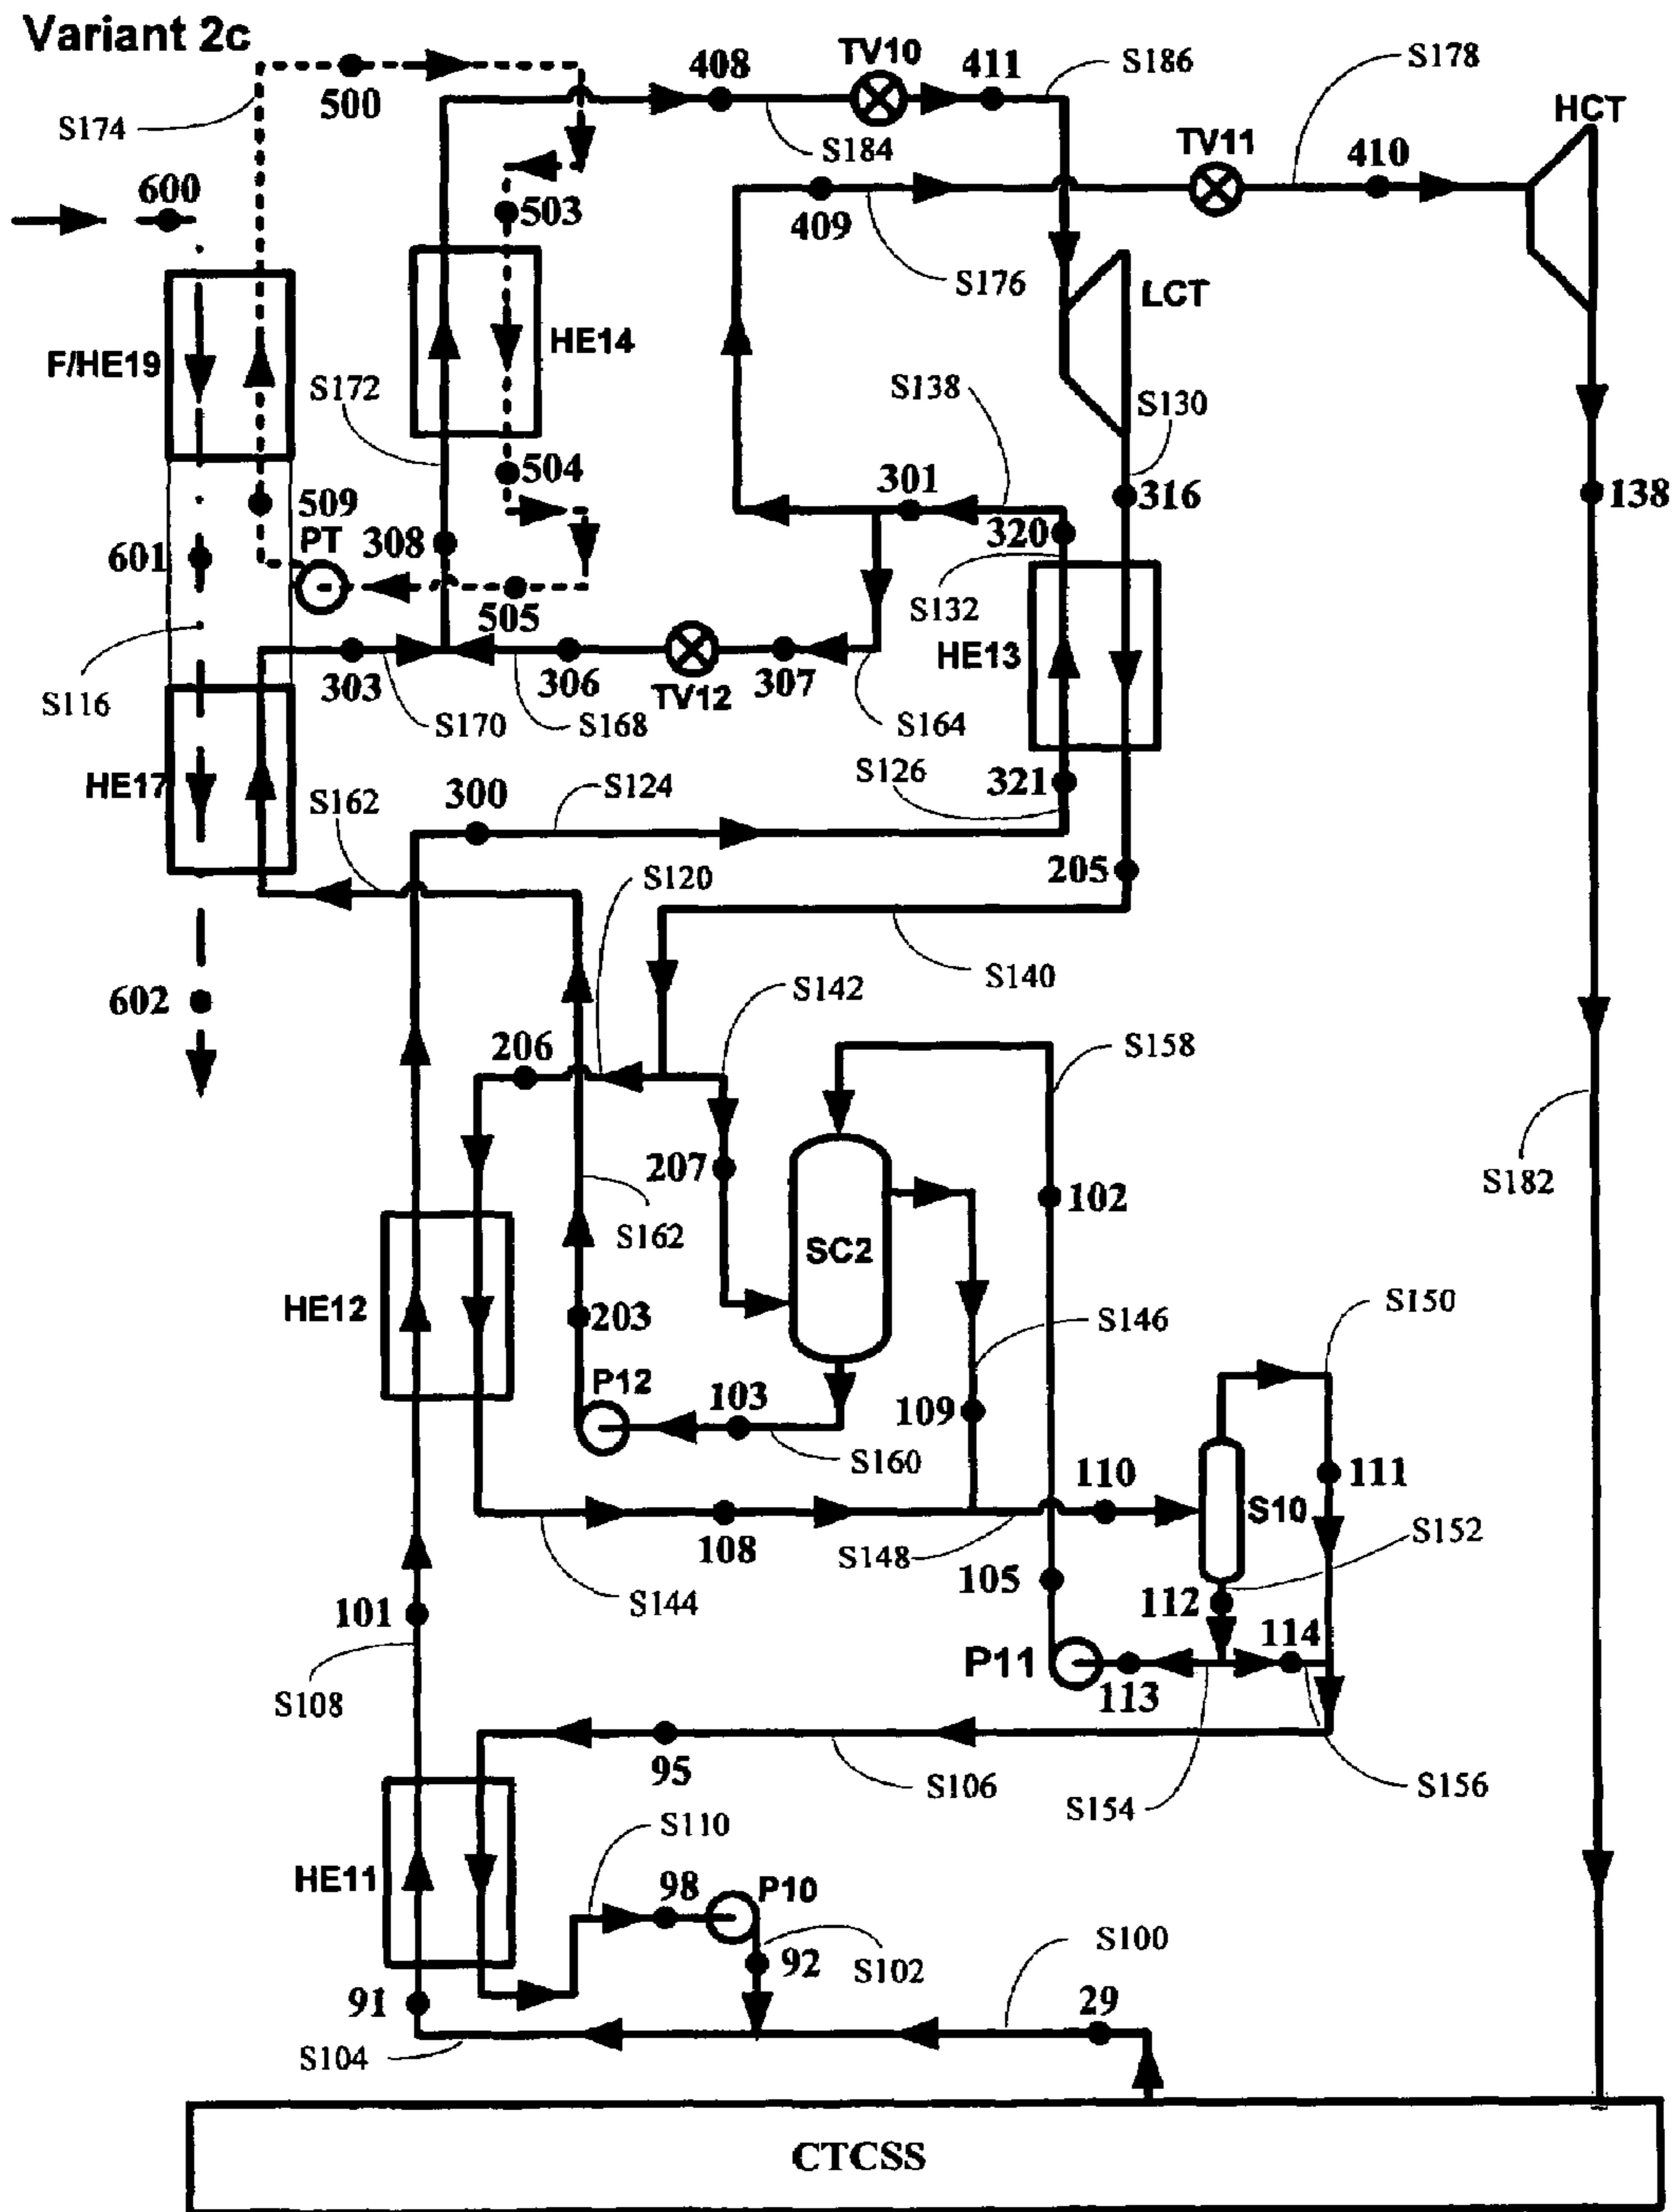 Variant 2c
TV10
408
411
S186
S178
HCT
500
S174
S184
TV11
410
600
503
409
S176
LCT
F/HE19
HE14
S172
S138
S130
504
301
316
138
509
PT
308
320
601
505
S132
303
306
TV12
307
HE13
S116
S170
S168
S164
HE17
S162
300
S124
S126
321
205
S120
602
S142
S140
206
S158
207
102
S182
SC2
S162
HE12
203
S146
S150
P12
103
109
S160
110
111
S10
108
S148
S152
105
112
S144
101
114
P11
113
S108
95
S106
S154
S156
S110
HE11
98
P10
S100
92
S102
91
29
S104
CTCSS